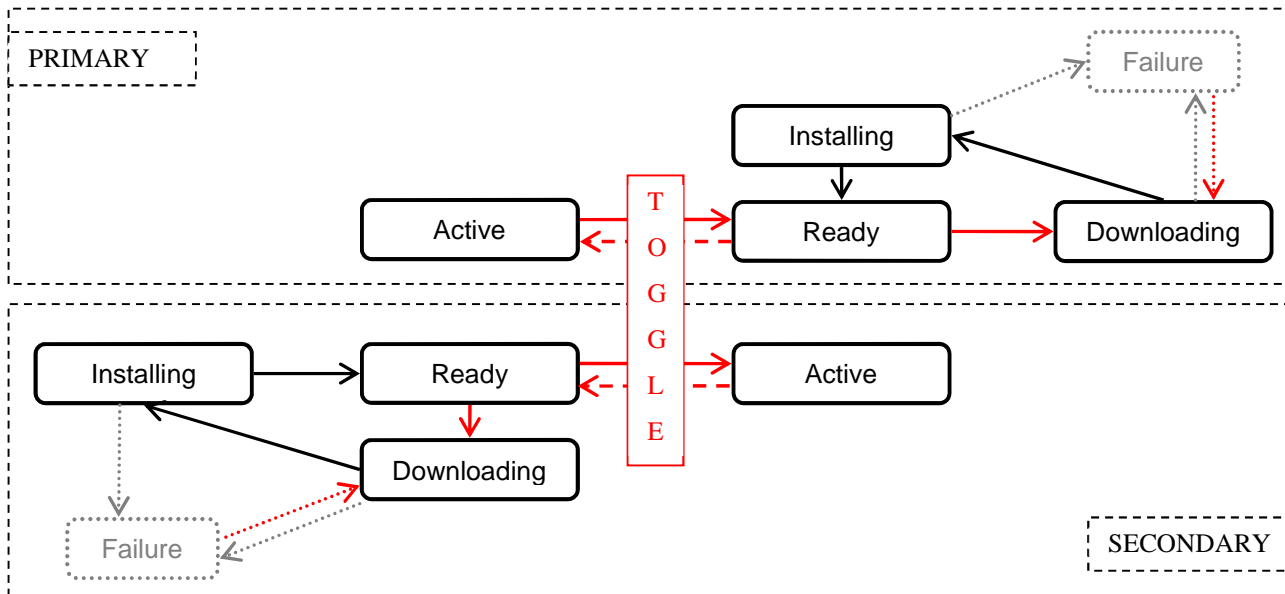 PRIMARY
Failure
Installing
Active
Ready
Downloading
T
O
G
G
L
E
Installing
Ready
Active
Downloading
Failure
SECONDARY